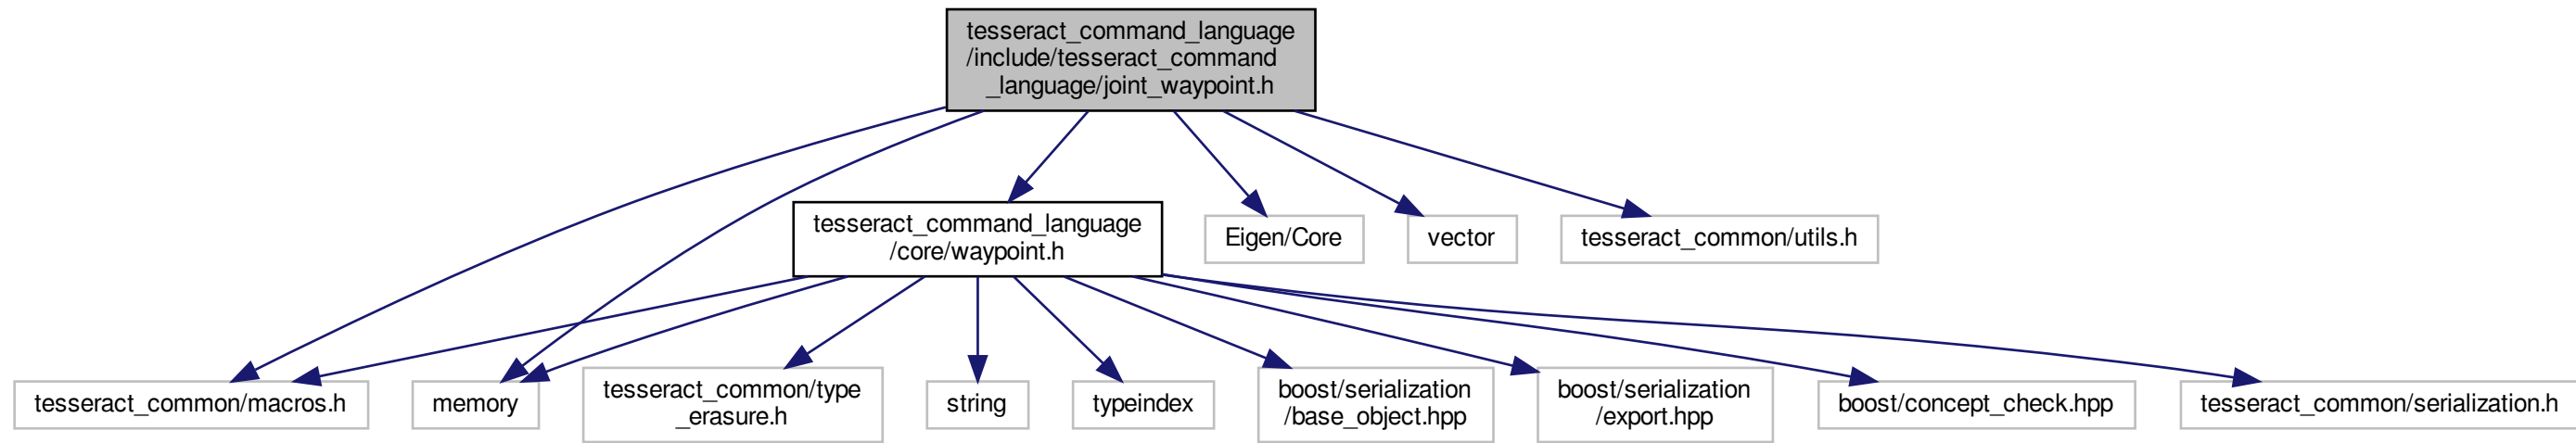 tesseract_command_language
/include/tesseract_command
_language/joint_waypoint.h
tesseract_command_language
/core/waypoint.h
Eigen/Core
vector
tesseract_common/utils.h
tesseract_common/macros.h
memory
tesseract_common/type
_erasure.h
string
typeindex
boost/serialization
/base_object.hpp
boost/serialization
/export.hpp
boost/concept_check.hpp
tesseract_common/serialization.h